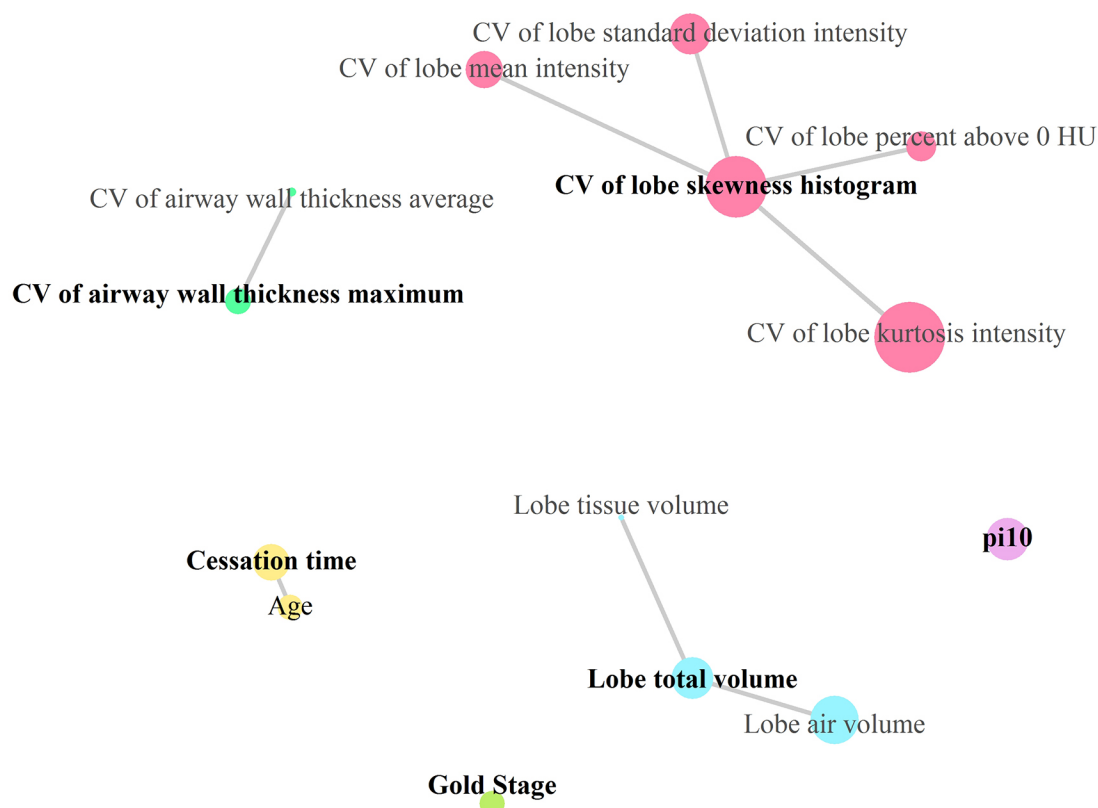 CV of lobe standard deviation intensity
CV of lobe mean intensity
CV of lobe percent above 0 HU
CV of lobe skewness histogram
CV of airway wall thickness average
CV of airway wall thickness maximum
CV of lobe kurtosis intensity
Lobe tissue volume
pi10
Cessation time
Age
Lobe total volume
Lobe air volume
Gold Stage